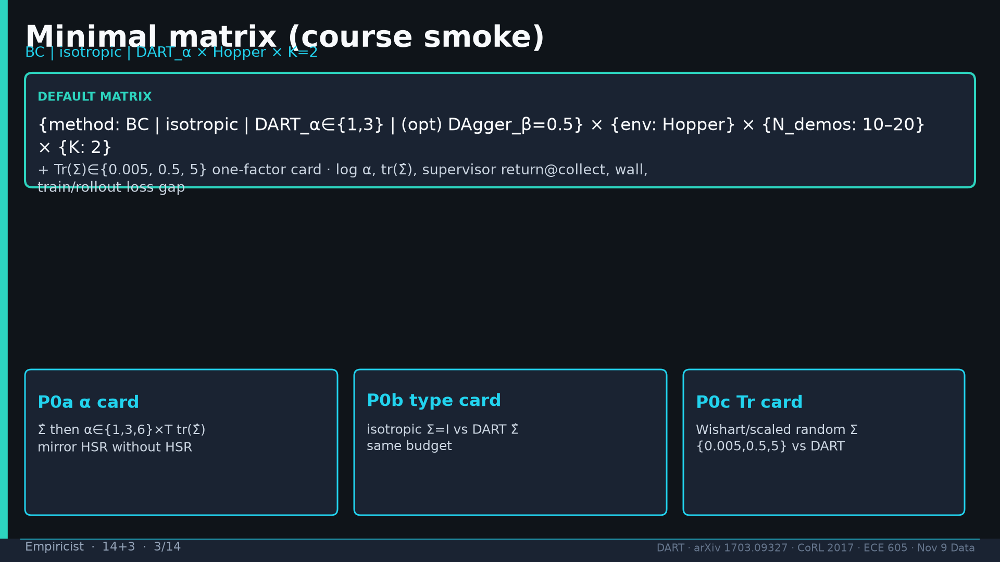 Minimal matrix (course smoke)
BC | isotropic | DART_α × Hopper × K=2
DEFAULT MATRIX
{method: BC | isotropic | DART_α∈{1,3} | (opt) DAgger_β=0.5} × {env: Hopper} × {N_demos: 10–20}
× {K: 2}
+ Tr(Σ)∈{0.005, 0.5, 5} one-factor card · log α, tr(Σ̂), supervisor return@collect, wall,
train/rollout loss gap
P0a α card
Σ̂ then α∈{1,3,6}×T tr(Σ̂)
mirror HSR without HSR
P0b type card
isotropic Σ=I vs DART Σ̂
same budget
P0c Tr card
Wishart/scaled random Σ
{0.005,0.5,5} vs DART
Empiricist · 14+3 · 3/14
DART · arXiv 1703.09327 · CoRL 2017 · ECE 605 · Nov 9 Data